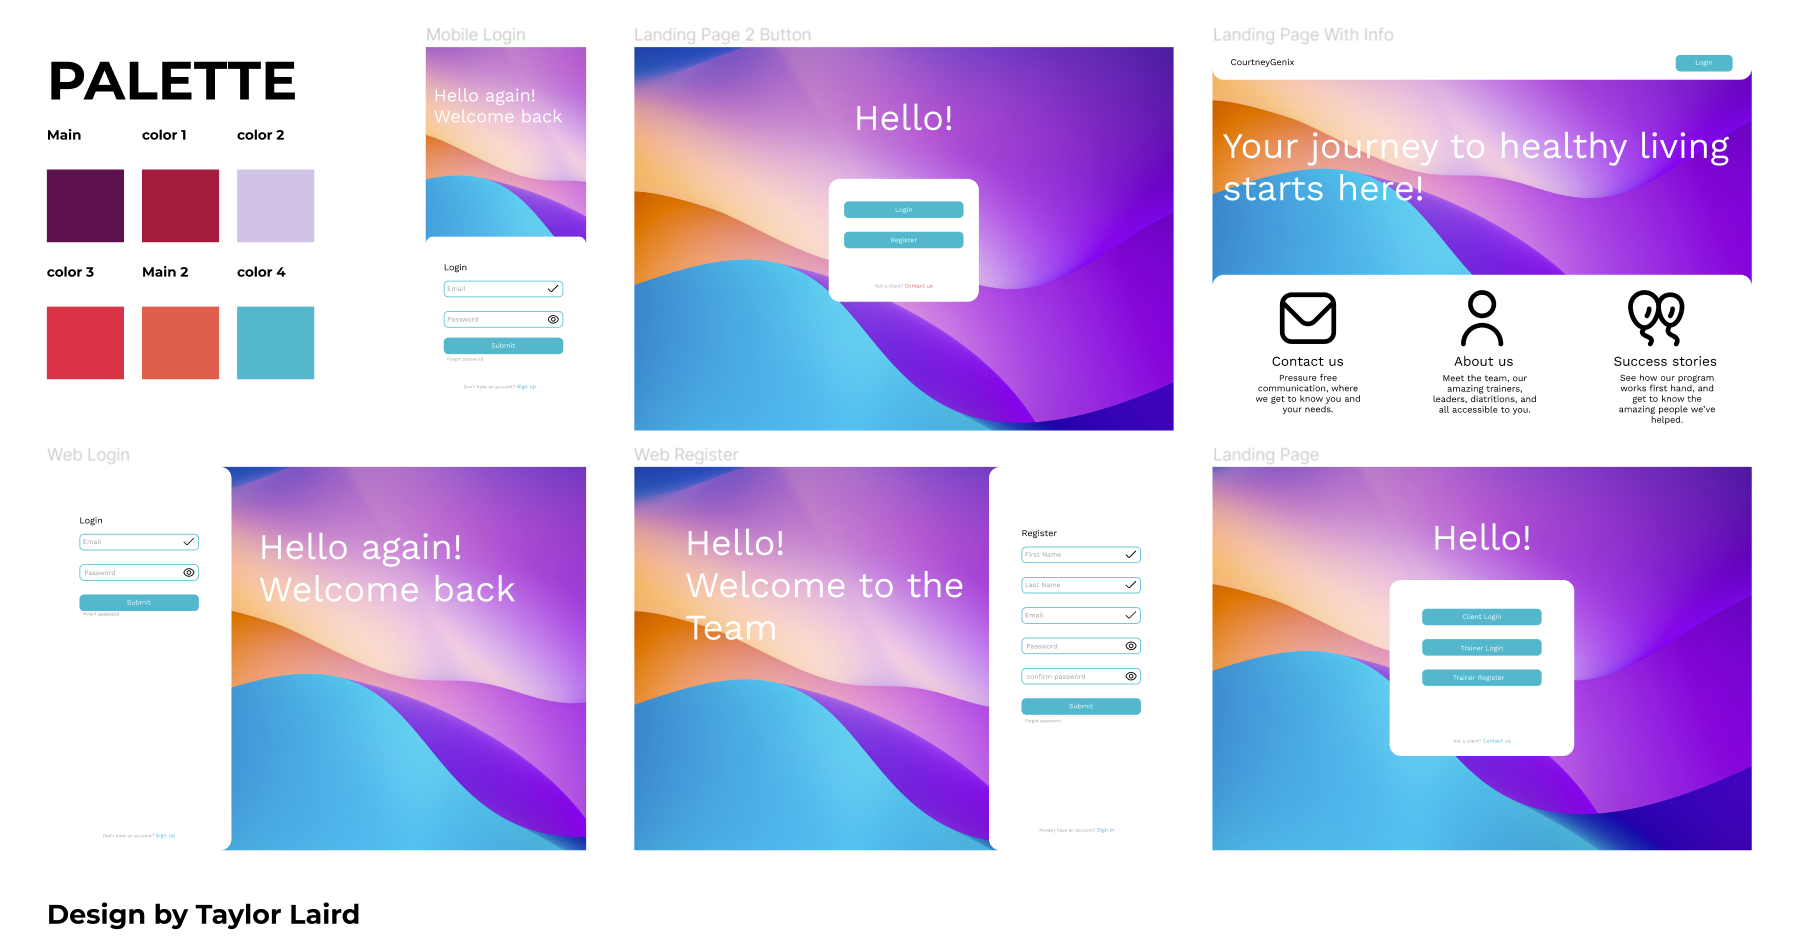 PALETTE
Main
color 1
color 2
color 3
Main 2
color 4
Mobile Login
Hello again!
Welcome back
Login
Email
Password
Submit
Forgot password
Don't have an account? Sign up
Landing Page 2 Button
Hello!
Login
Register
Not a client? Contact us
Landing Page With Info
CourtneyGenix
Login
Your journey to healthy living
starts here!
Contact us
Pressure free
communication, where
we get to know you and
your needs.
About us
Meet the team, our
amazing trainers,
leaders, diatritions, and
all accessible to you.
Success stories
See how our program
works first hand, and
get to know the
amazing people we've
helped.
Web Login
Login
Email
Password
Submit
Forgot password
Don't have an account? Sign up
Hello again!
Welcome back
Web Register
Hello!
Welcome to the
Team
Register
First Name
Last Name
Email
Password
confirm password
Submit
Forgot password
Already have an account? Sign in
Landing Page
Hello!
Client Login
Trainer Login
Trainer Register
Not a client? Contact us
Design by Taylor Laird